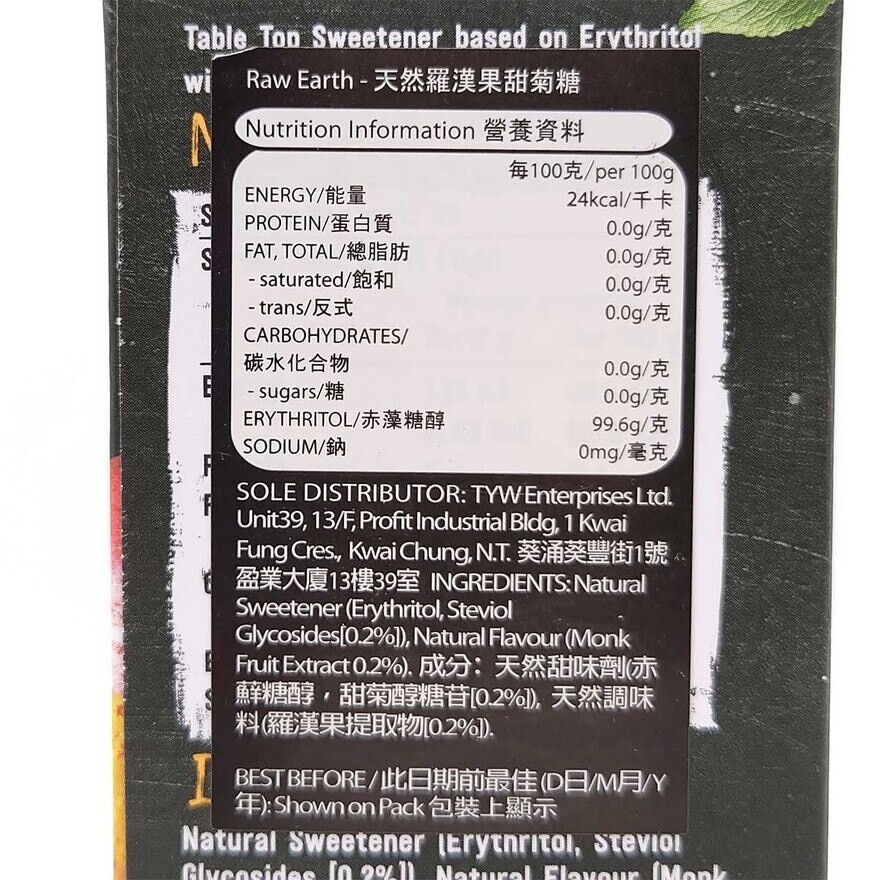 Table Top Sweetener based on Erythritol
wi
Raw Earth - 天然羅漢果甜菊糖
Nutrition Information 營養資料
每100克/per 100g
ENERGY/能量 24kcal/千卡
PROTEIN/蛋白質 0.0g/克
FAT, TOTAL/總脂肪 0.0g/克
- saturated/飽和 0.0g/克
- trans/反式 0.0g/克
CARBOHYDRATES/
碳水化合物 0.0g/克
- sugars/糖 0.0g/克
ERYTHRITOL/赤藻糖醇 99.6g/克
SODIUM/鈉 0mg/毫克
SOLE DISTRIBUTOR: TYW Enterprises Ltd.
Unit39, 13/F, Profit Industrial Bldg, 1 Kwai
Fung Cres., Kwai Chung, N.T. 葵涌葵豐街1號
盈業大廈13樓39室 INGREDIENTS: Natural
Sweetener (Erythritol, Steviol
Glycosides[0.2%]), Natural Flavour (Monk
Fruit Extract 0.2%). 成分：天然甜味劑(赤
蘚糖醇，甜菊醇糖苷[0.2%]), 天然調味
料(羅漢果提取物[0.2%]).
BEST BEFORE / 此日期前最佳 (D日/M月/Y
年): Shown on Pack 包裝上顯示
Natural Sweetener (Erythritol, Steviol
Glycosides [0.2%]), Natural Flavour (Monk